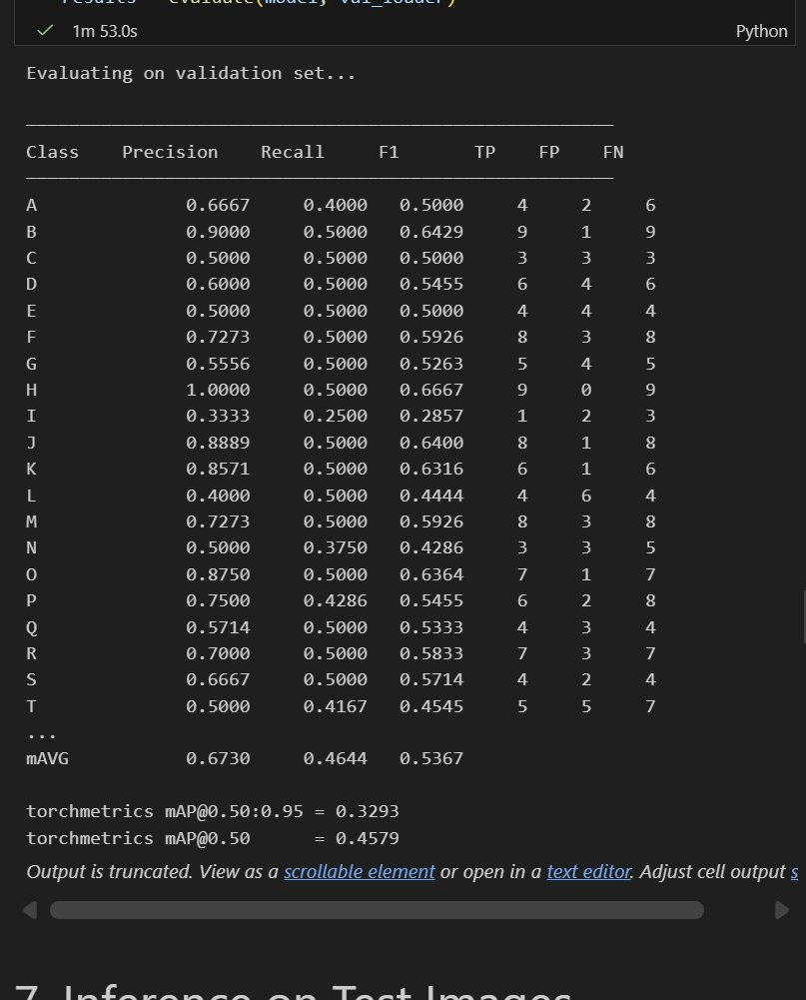 results = evaluate(model, val_loader)
1m 53.0s
Python
Evaluating on validation set...
Class Precision Recall F1 TP FP FN
A 0.6667 0.4000 0.5000 4 2 6
B 0.9000 0.5000 0.6429 9 1 9
C 0.5000 0.5000 0.5000 3 3 3
D 0.6000 0.5000 0.5455 6 4 6
E 0.5000 0.5000 0.5000 4 4 4
F 0.7273 0.5000 0.5926 8 3 8
G 0.5556 0.5000 0.5263 5 4 5
H 1.0000 0.5000 0.6667 9 0 9
I 0.3333 0.2500 0.2857 1 2 3
J 0.8889 0.5000 0.6400 8 1 8
K 0.8571 0.5000 0.6316 6 1 6
L 0.4000 0.5000 0.4444 4 6 4
M 0.7273 0.5000 0.5926 8 3 8
N 0.5000 0.3750 0.4286 3 3 5
O 0.8750 0.5000 0.6364 7 1 7
P 0.7500 0.4286 0.5455 6 2 8
Q 0.5714 0.5000 0.5333 4 3 4
R 0.7000 0.5000 0.5833 7 3 7
S 0.6667 0.5000 0.5714 4 2 4
T 0.5000 0.4167 0.4545 5 5 7
...
mAVG 0.6730 0.4644 0.5367
torchmetrics mAP@0.50:0.95 = 0.3293
torchmetrics mAP@0.50 = 0.4579
Output is truncated. View as a scrollable element or open in a text editor. Adjust cell output s
7. Inference on Test Images